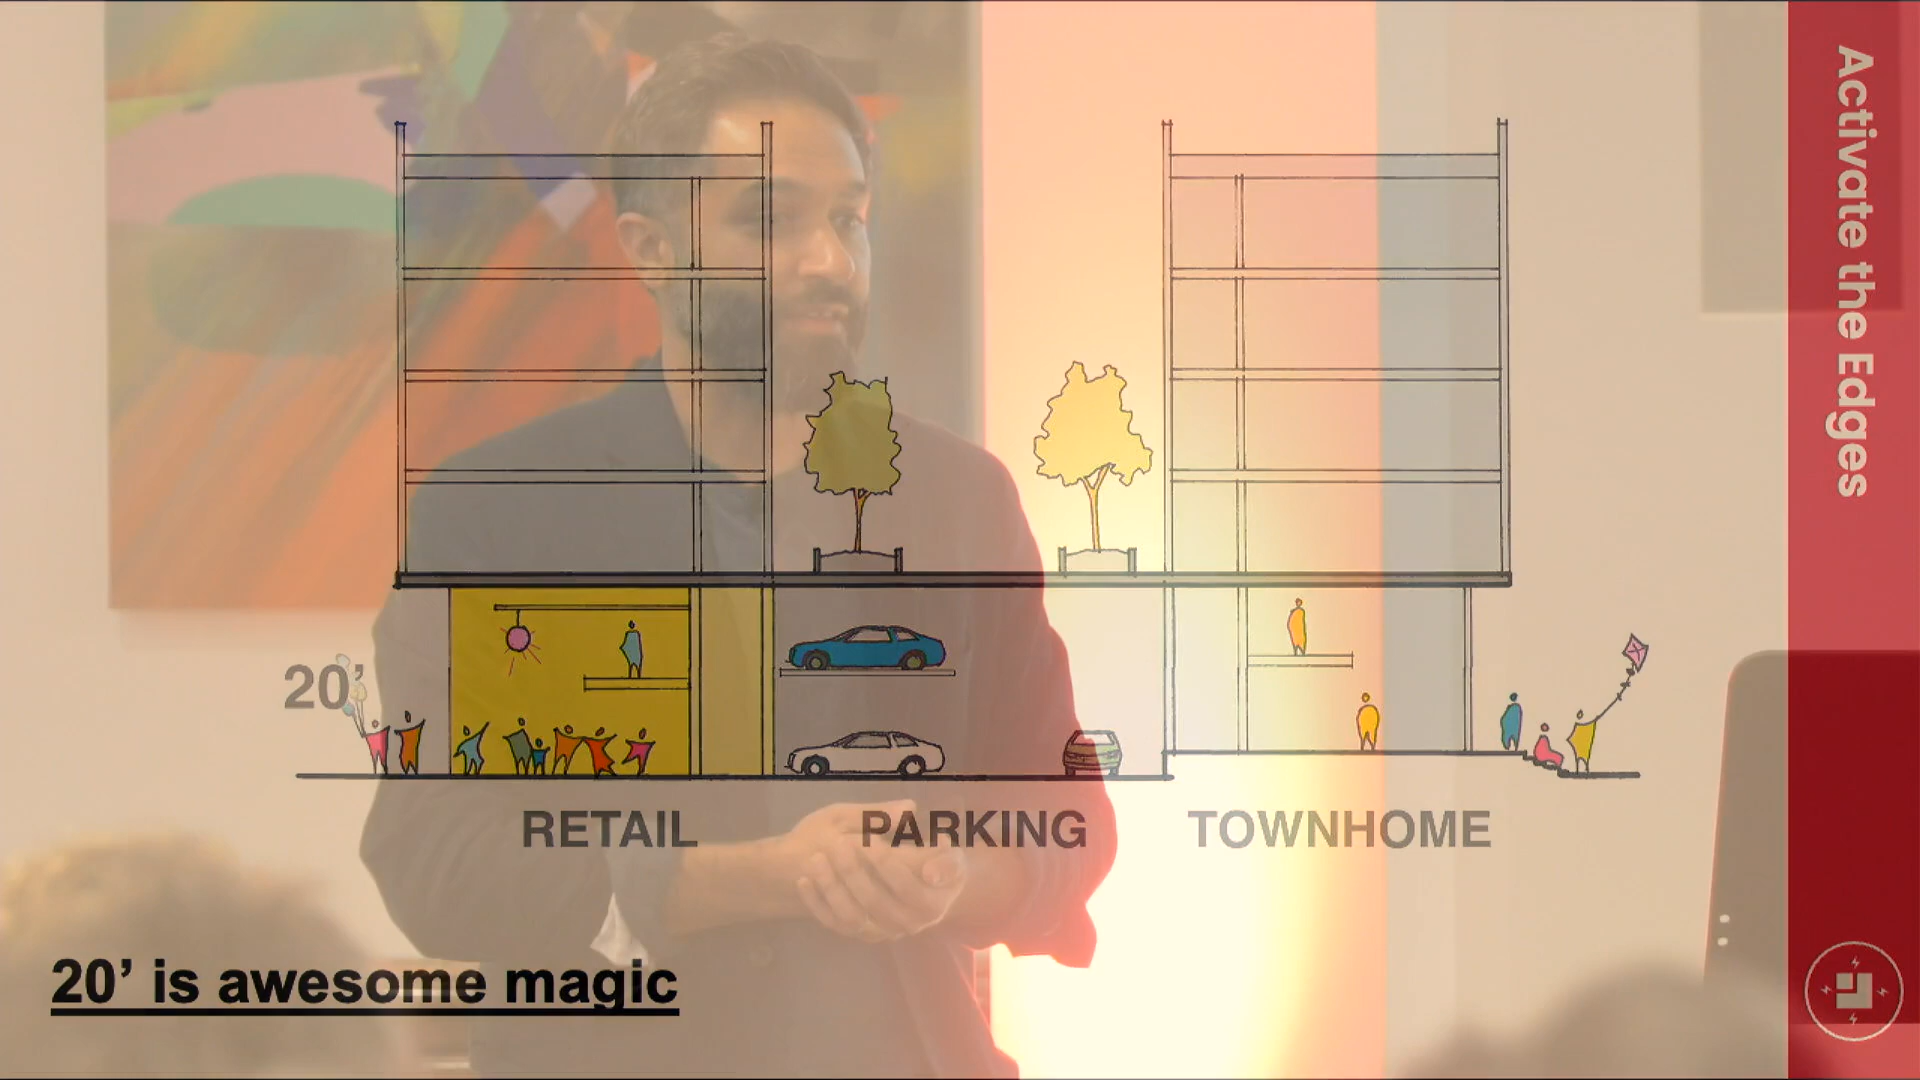 Activate the Edges
20’
RETAIL PARKING TOWNHOME
20’ is awesome magic